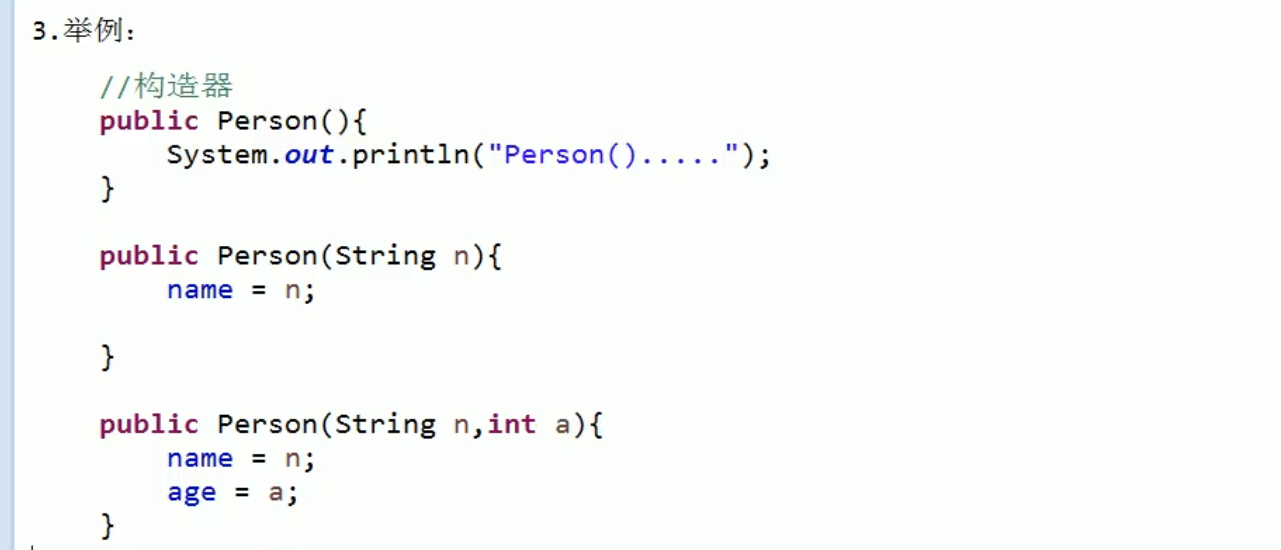 3.举例：
//构造器
public Person(){
System.out.println("Person().....");
}
public Person(String n){
name = n;
}
public Person(String n,int a){
name = n;
age = a;
}